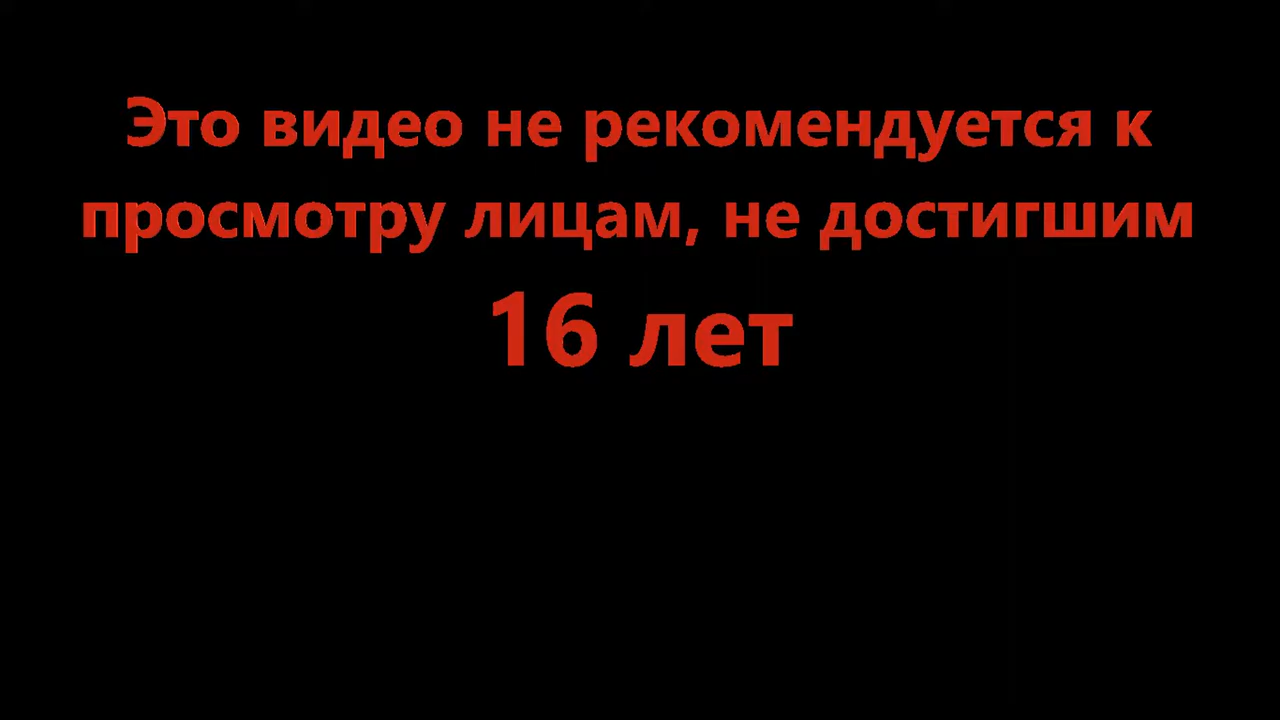 Это видео не рекомендуется к
просмотру лицам, не достигшим
16 лет